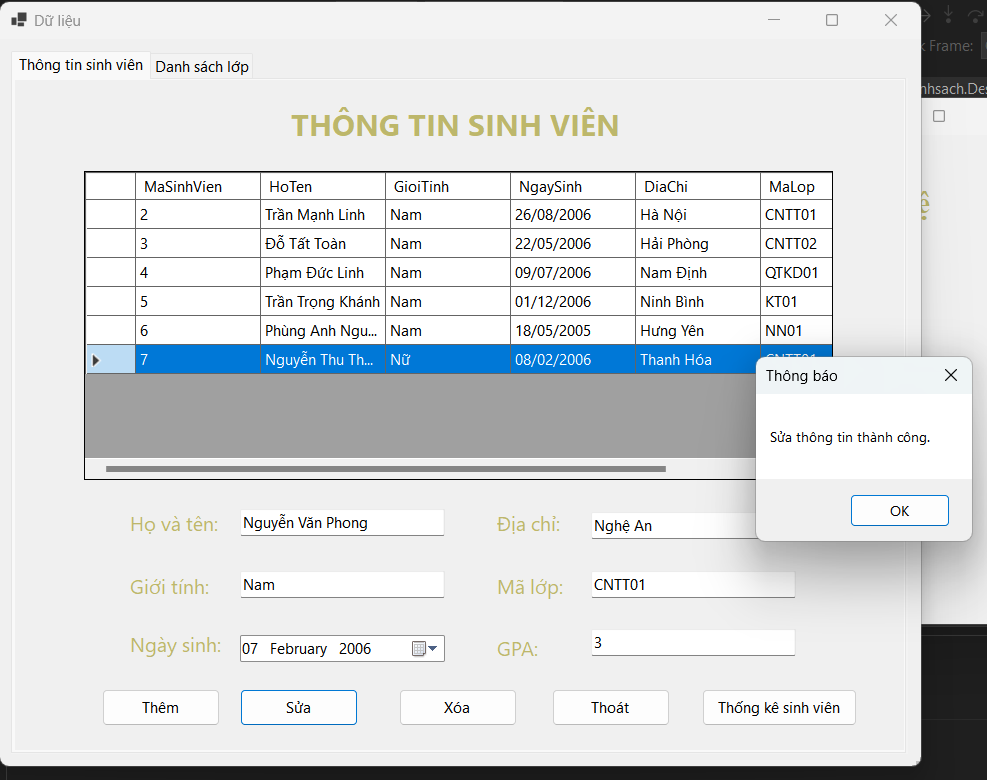 Dữ liệu
Frame:
Thông tin sinh viên Danh sách lớp
nhsach.Des
THÔNG TIN SINH VIÊN
MaSinhVien HoTen GioiTinh NgaySinh DiaChi MaLop
2 Trần Mạnh Linh Nam 26/08/2006 Hà Nội CNTT01
3 Đỗ Tất Toàn Nam 22/05/2006 Hải Phòng CNTT02
4 Phạm Đức Linh Nam 09/07/2006 Nam Định QTKD01
5 Trần Trọng Khánh Nam 01/12/2006 Ninh Bình KT01
6 Phùng Anh Ngu... Nam 18/05/2005 Hưng Yên NN01
7 Nguyễn Thu Th... Nữ 08/02/2006 Thanh Hóa
Thông báo
Sửa thông tin thành công.
OK
Họ và tên: Nguyễn Văn Phong Địa chỉ: Nghệ An
Giới tính: Nam Mã lớp: CNTT01
Ngày sinh: 07 February 2006 GPA: 3
Thêm Sửa Xóa Thoát Thống kê sinh viên